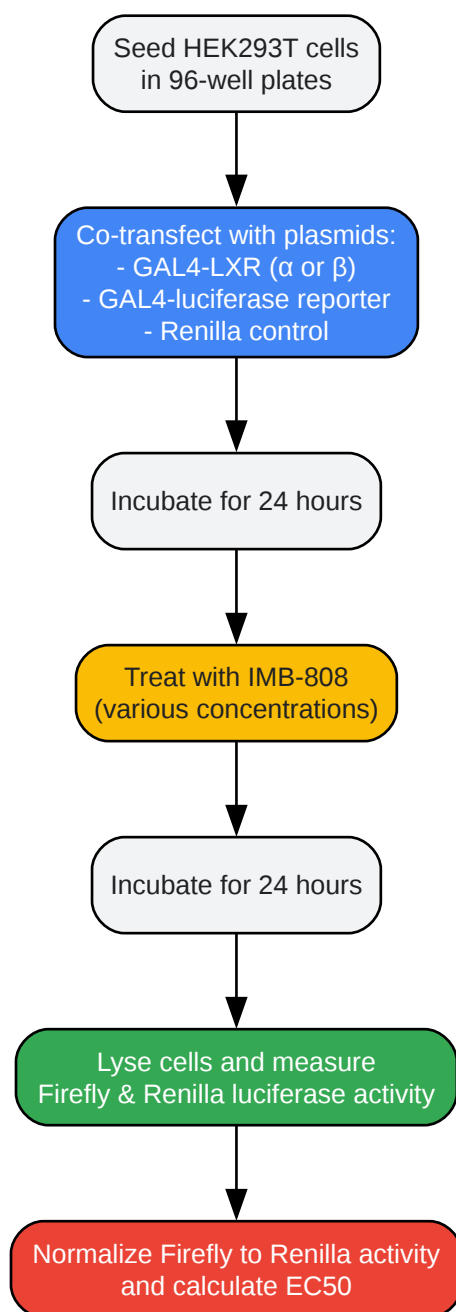 Seed HEK293T cells
in 96-well plates
Co-transfect with plasmids:
- GAL4-LXR (α or β)
- GAL4-luciferase reporter
- Renilla control
Incubate for 24 hours
Treat with IMB-808
(various concentrations)
Incubate for 24 hours
Lyse cells and measure
Firefly & Renilla luciferase activity
Normalize Firefly to Renilla activity
and calculate EC50